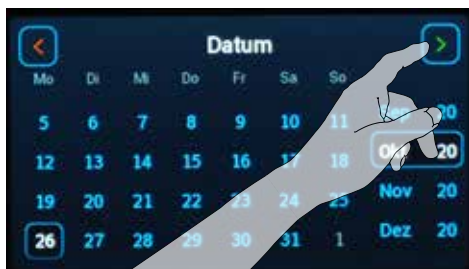 < Datum >
Mo Di Mi Do Fr Sa So
5 6 7 8 9 10 11 Sep 20
12 13 14 15 16 17 18 Okt 20
19 20 21 22 23 24 25 Nov 20
26 27 28 29 30 31 1 Dez 20